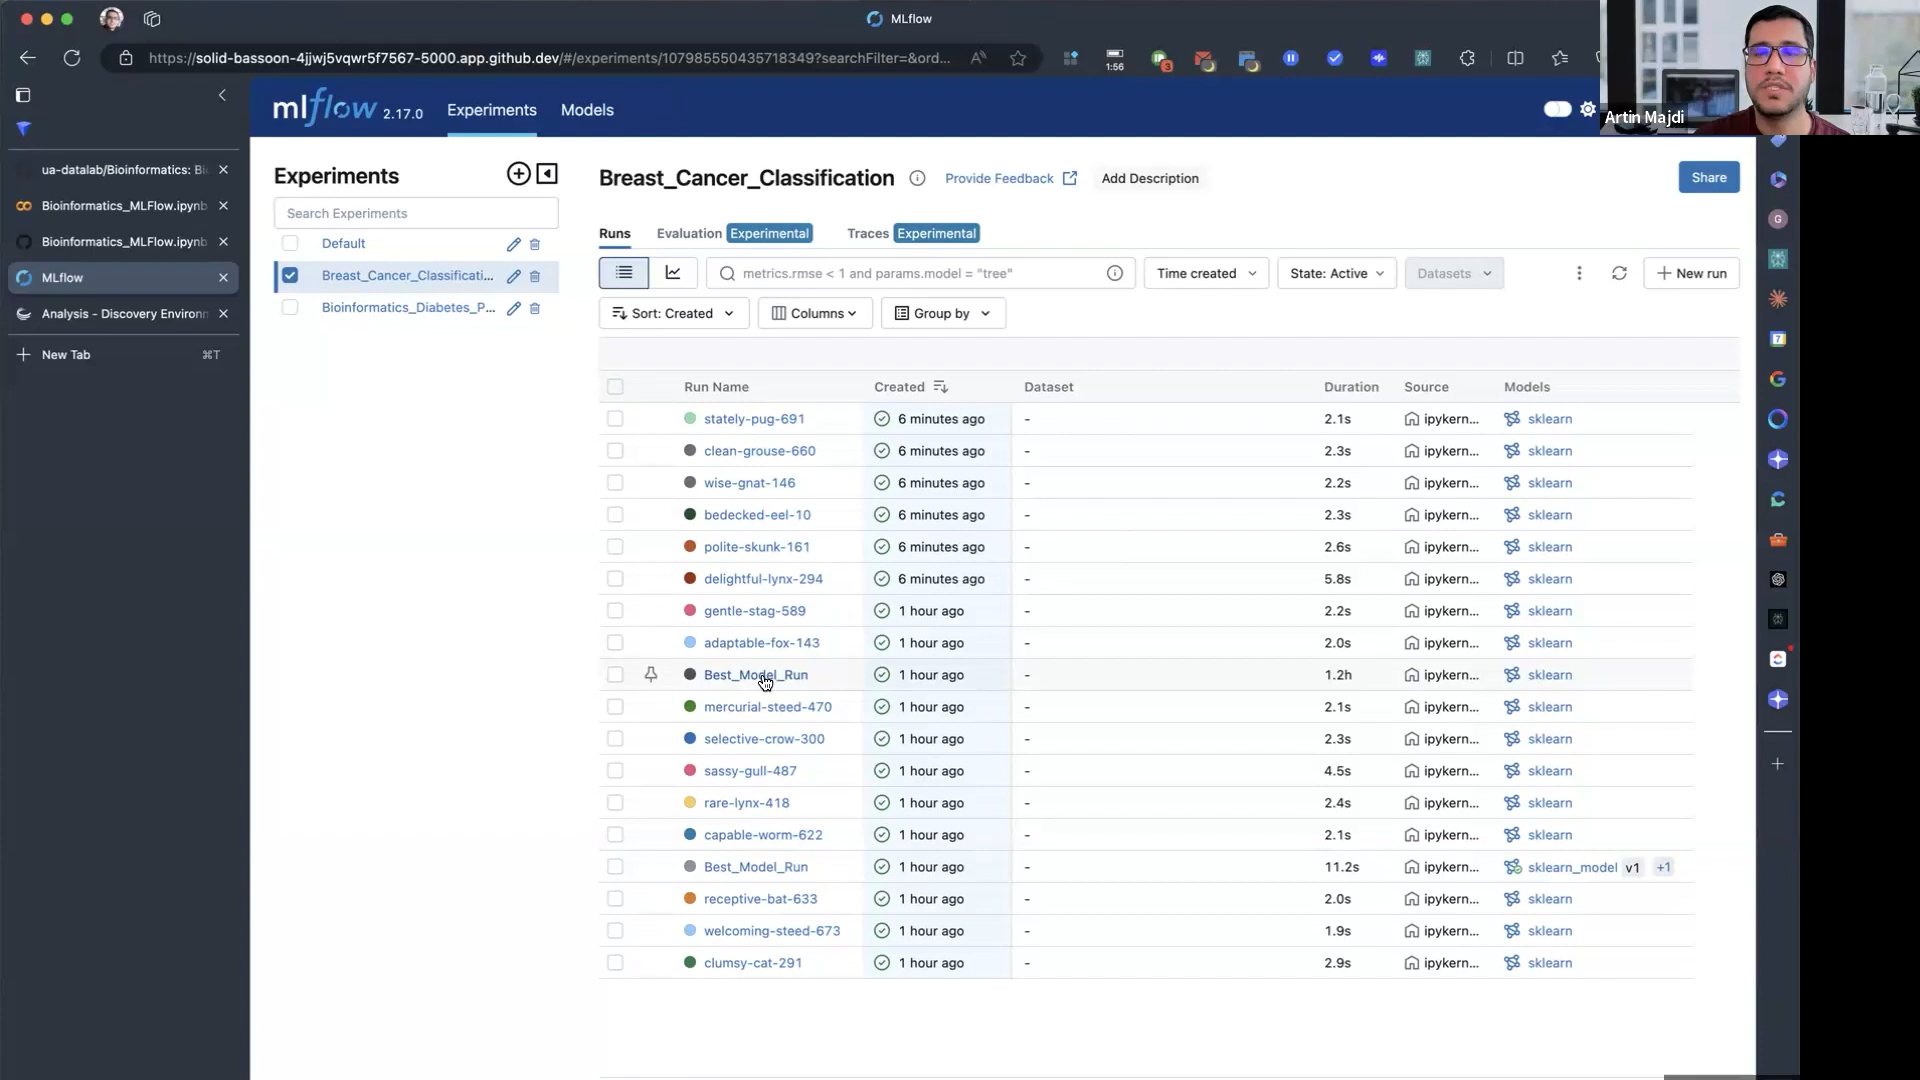 MLflow
https://solid-bassoon-4jjwj5vqwr5f7567-5000.app.github.dev/#/experiments/107985550435718349?searchFilter=&ord...
1:56
3
Artin Majdi
ua-datalab/Bioinformatics: Bi
Bioinformatics_MLFlow.ipynb
Bioinformatics_MLFlow.ipynb
MLflow
Analysis - Discovery Environ
New Tab ⌘T
mlflow 2.17.0 Experiments Models
Experiments
Search Experiments
Default
Breast_Cancer_Classificati...
Bioinformatics_Diabetes_P...
Breast_Cancer_Classification Provide Feedback Add Description Share
Runs Evaluation Experimental Traces Experimental
metrics.rmse < 1 and params.model = "tree" Time created State: Active Datasets New run
Sort: Created Columns Group by
Run Name Created Dataset Duration Source Models
stately-pug-691 6 minutes ago - 2.1s ipykern... sklearn
clean-grouse-660 6 minutes ago - 2.3s ipykern... sklearn
wise-gnat-146 6 minutes ago - 2.2s ipykern... sklearn
bedecked-eel-10 6 minutes ago - 2.3s ipykern... sklearn
polite-skunk-161 6 minutes ago - 2.6s ipykern... sklearn
delightful-lynx-294 6 minutes ago - 5.8s ipykern... sklearn
gentle-stag-589 1 hour ago - 2.2s ipykern... sklearn
adaptable-fox-143 1 hour ago - 2.0s ipykern... sklearn
Best_Model_Run 1 hour ago - 1.2h ipykern... sklearn
mercurial-steed-470 1 hour ago - 2.1s ipykern... sklearn
selective-crow-300 1 hour ago - 2.3s ipykern... sklearn
sassy-gull-487 1 hour ago - 4.5s ipykern... sklearn
rare-lynx-418 1 hour ago - 2.4s ipykern... sklearn
capable-worm-622 1 hour ago - 2.1s ipykern... sklearn
Best_Model_Run 1 hour ago - 11.2s ipykern... sklearn_model v1 +1
receptive-bat-633 1 hour ago - 2.0s ipykern... sklearn
welcoming-steed-673 1 hour ago - 1.9s ipykern... sklearn
clumsy-cat-291 1 hour ago - 2.9s ipykern... sklearn